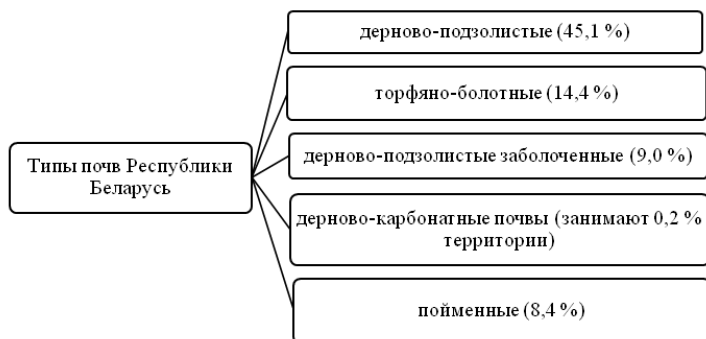 дерново-подзолистые (45,1 %)
торфяно-болотные (14,4 %)
Типы почв Республики
Беларусь
дерново-подзолистые заболоченные (9,0 %)
дерново-карбонатные почвы (занимают 0,2 %
территории)
пойменные (8,4 %)